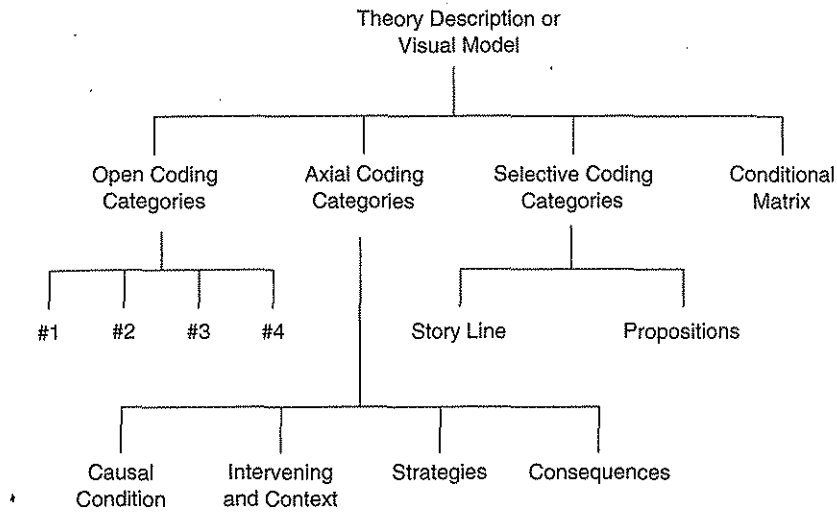 Theory Description or
Visual Model
Open Coding
Categories
Axial Coding
Categories
Selective Coding
Categories
Conditional
Matrix
#1
#2
#3
#4
Story Line
Propositions
Causal
Condition
Intervening
and Context
Strategies
Consequences